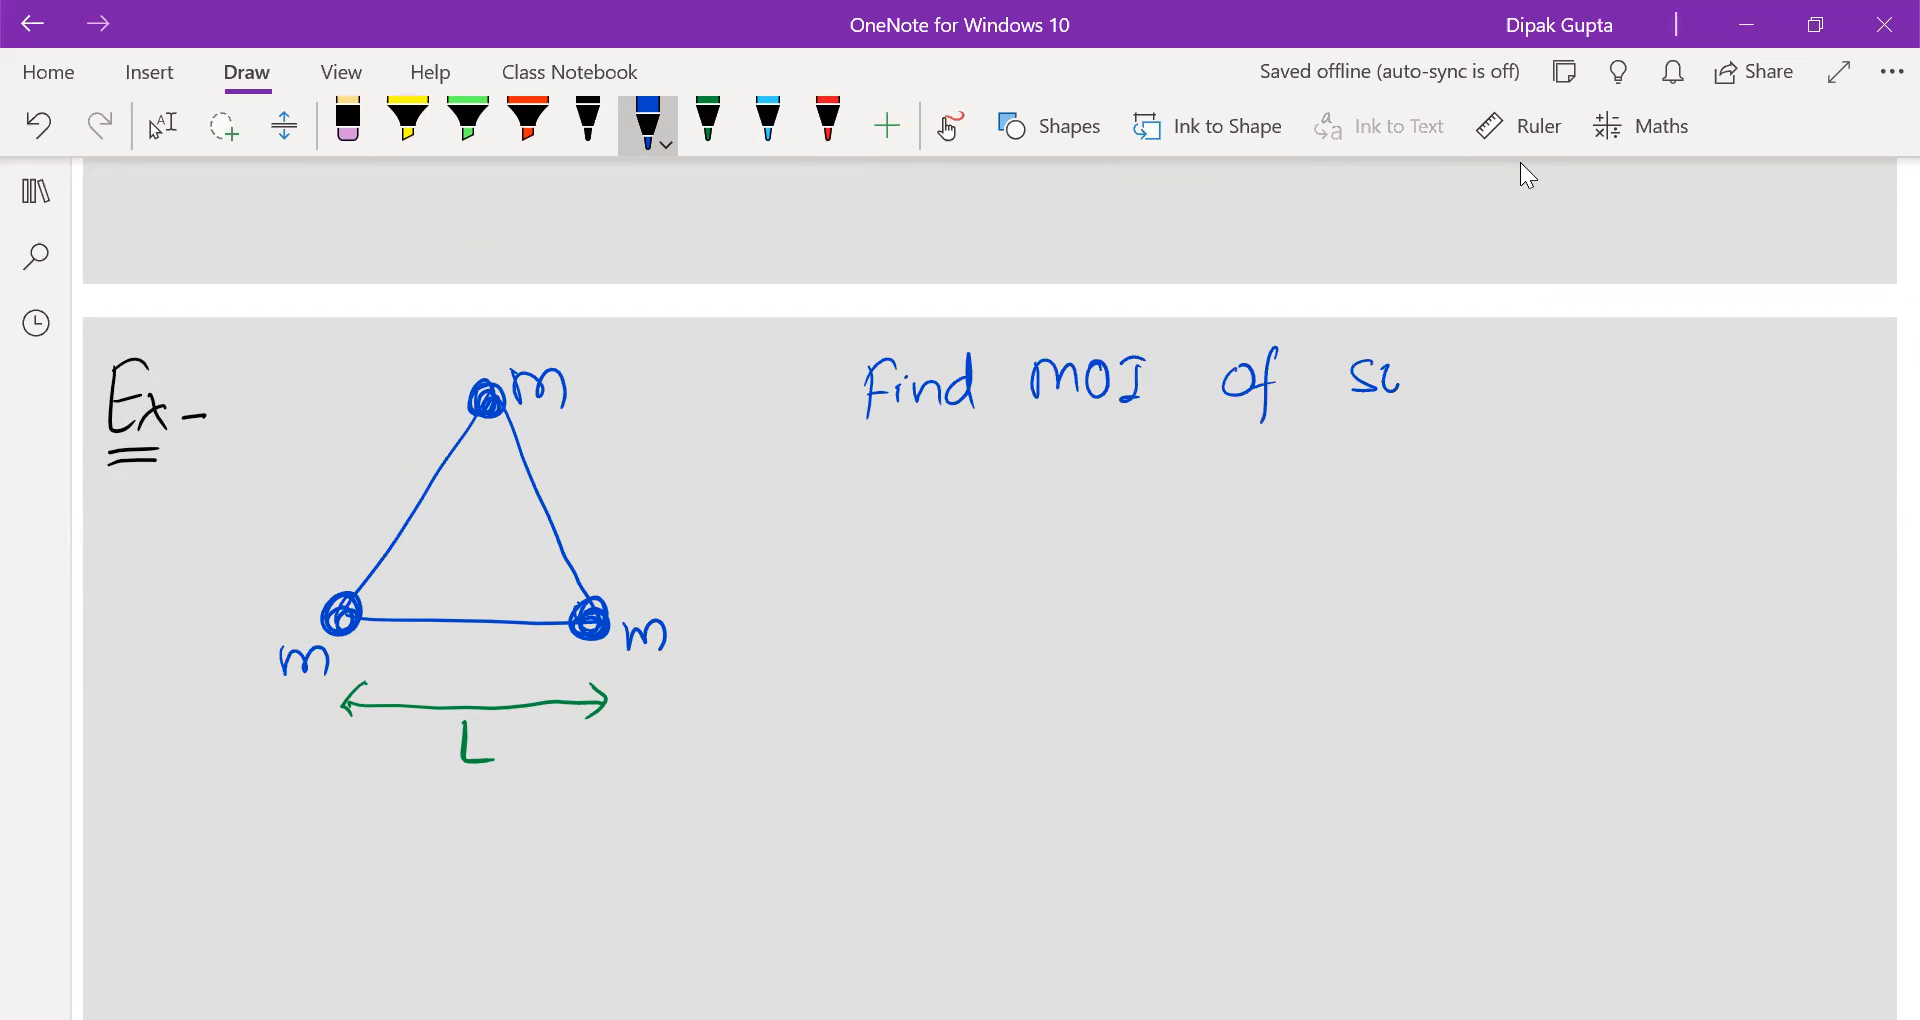 OneNote for Windows 10
Dipak Gupta
Home Insert Draw View Help Class Notebook
Saved offline (auto-sync is off) Share
Shapes Ink to Shape Ink to Text Ruler Maths
Ex-
m
Find MOI of
m
m
L